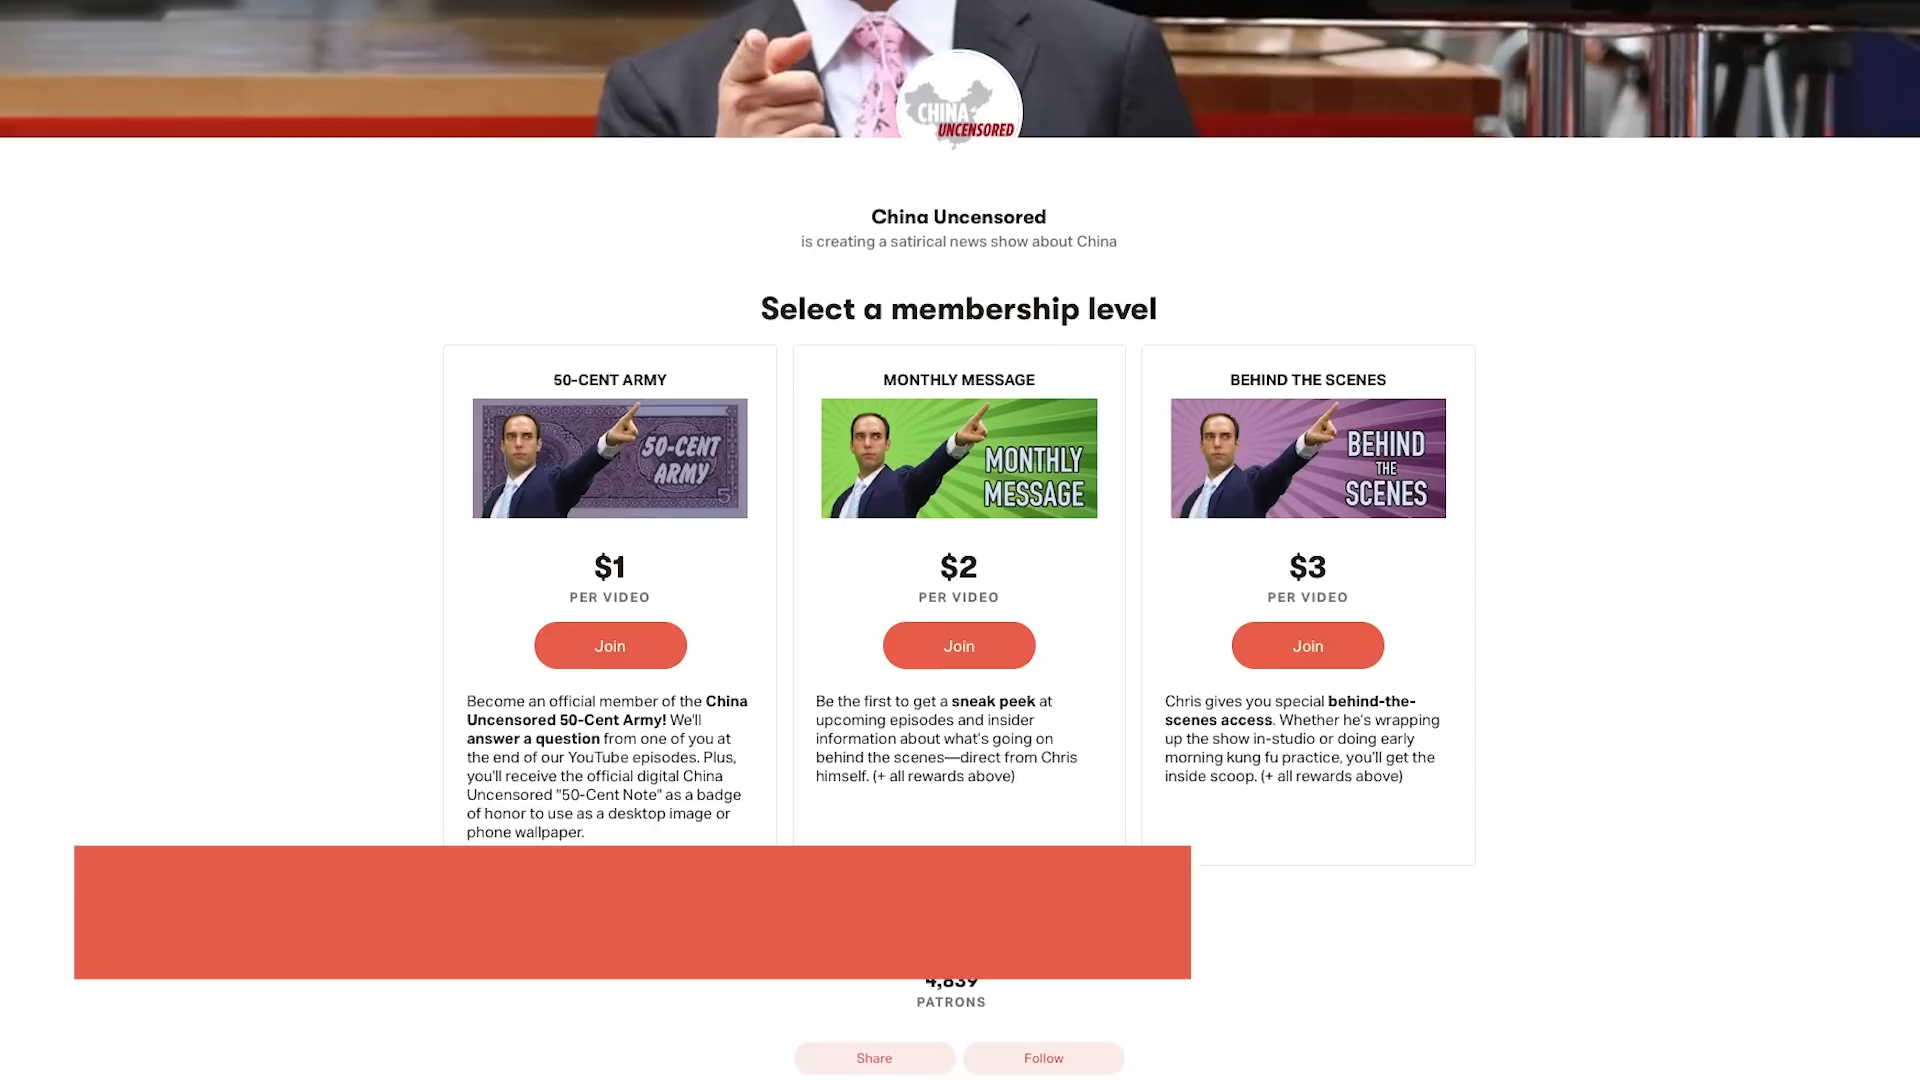 CHINA
UNCENSORED
China Uncensored
is creating a satirical news show about China
Select a membership level
50-CENT ARMY
50-CENT
ARMY
5
$1
PER VIDEO
Join
Become an official member of the China
Uncensored 50-Cent Army! We'll
answer a question from one of you at
the end of our YouTube episodes. Plus,
you'll receive the official digital China
Uncensored "50-Cent Note" as a badge
of honor to use as a desktop image or
phone wallpaper.
MONTHLY MESSAGE
MONTHLY
MESSAGE
$2
PER VIDEO
Join
Be the first to get a sneak peek at
upcoming episodes and insider
information about what's going on
behind the scenes—direct from Chris
himself. (+ all rewards above)
BEHIND THE SCENES
BEHIND
THE
SCENES
$3
PER VIDEO
Join
Chris gives you special behind-the-
scenes access. Whether he's wrapping
up the show in-studio or doing early
morning kung fu practice, you'll get the
inside scoop. (+ all rewards above)
4,839
PATRONS
Share
Follow